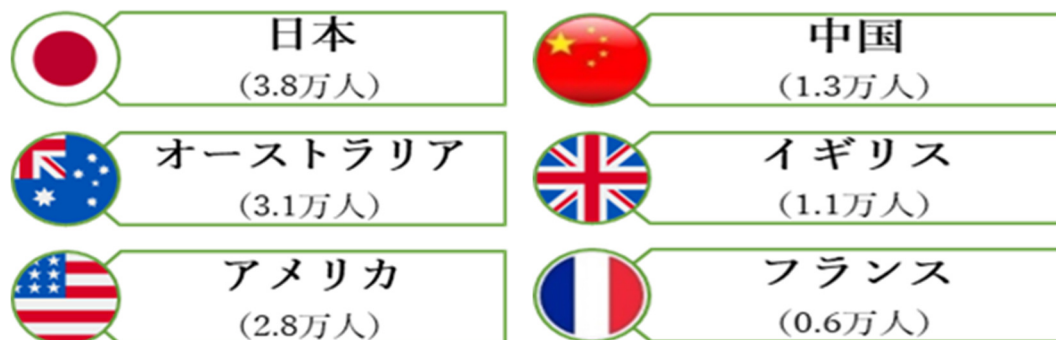 日本
(3.8万人)
オーストラリア
(3.1万人)
アメリカ
(2.8万人)
中国
(1.3万人)
イギリス
(1.1万人)
フランス
(0.6万人)